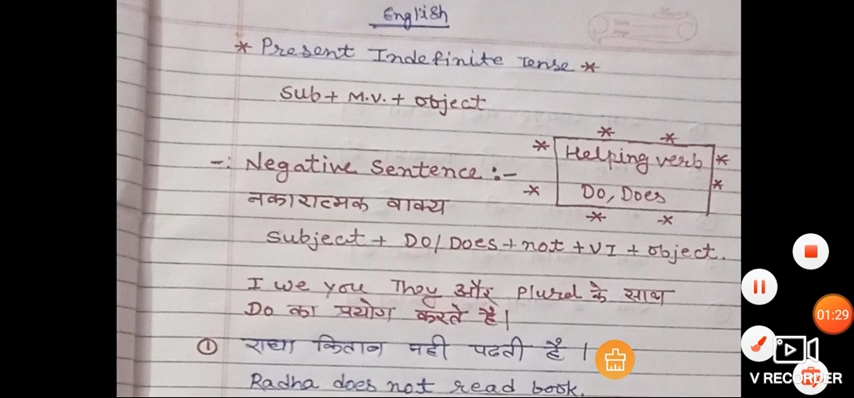 English
* Present Indefinite Tense *
Sub + M.V. + object
-: Negative Sentence :-
Helping verb
Do, Does
नकारात्मक वाक्य
Subject + Do/Does + not + V I + object.
I we you They और Plural के साथ
Do का प्रयोग करते है।
① राधा किताब नही पढती है ।
Radha does not read book.
01:29
V RECORDER